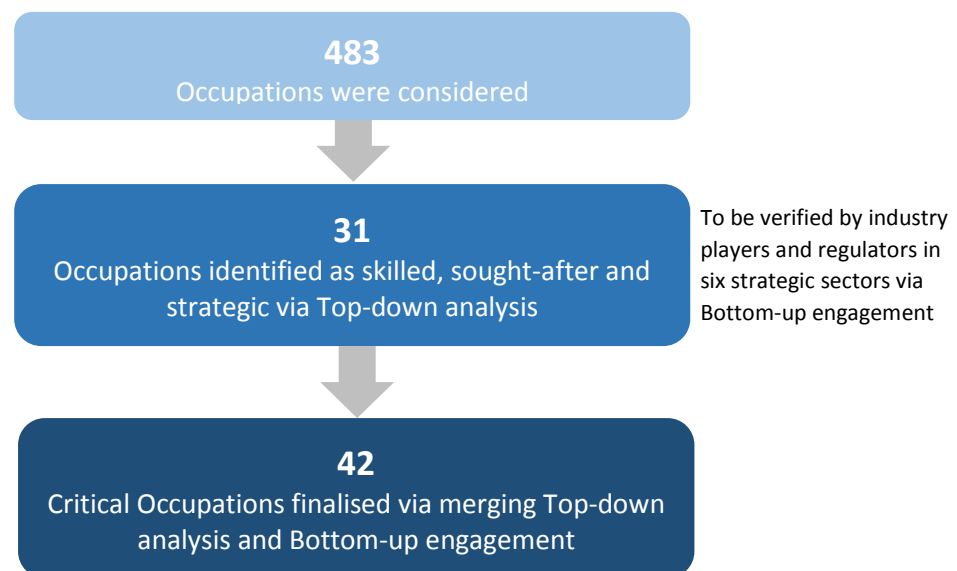 483
Occupations were considered
31
Occupations identified as skilled, sought-after and
strategic via Top-down analysis
To be verified by industry
players and regulators in
six strategic sectors via
Bottom-up engagement
42
Critical Occupations finalised via merging Top-down
analysis and Bottom-up engagement